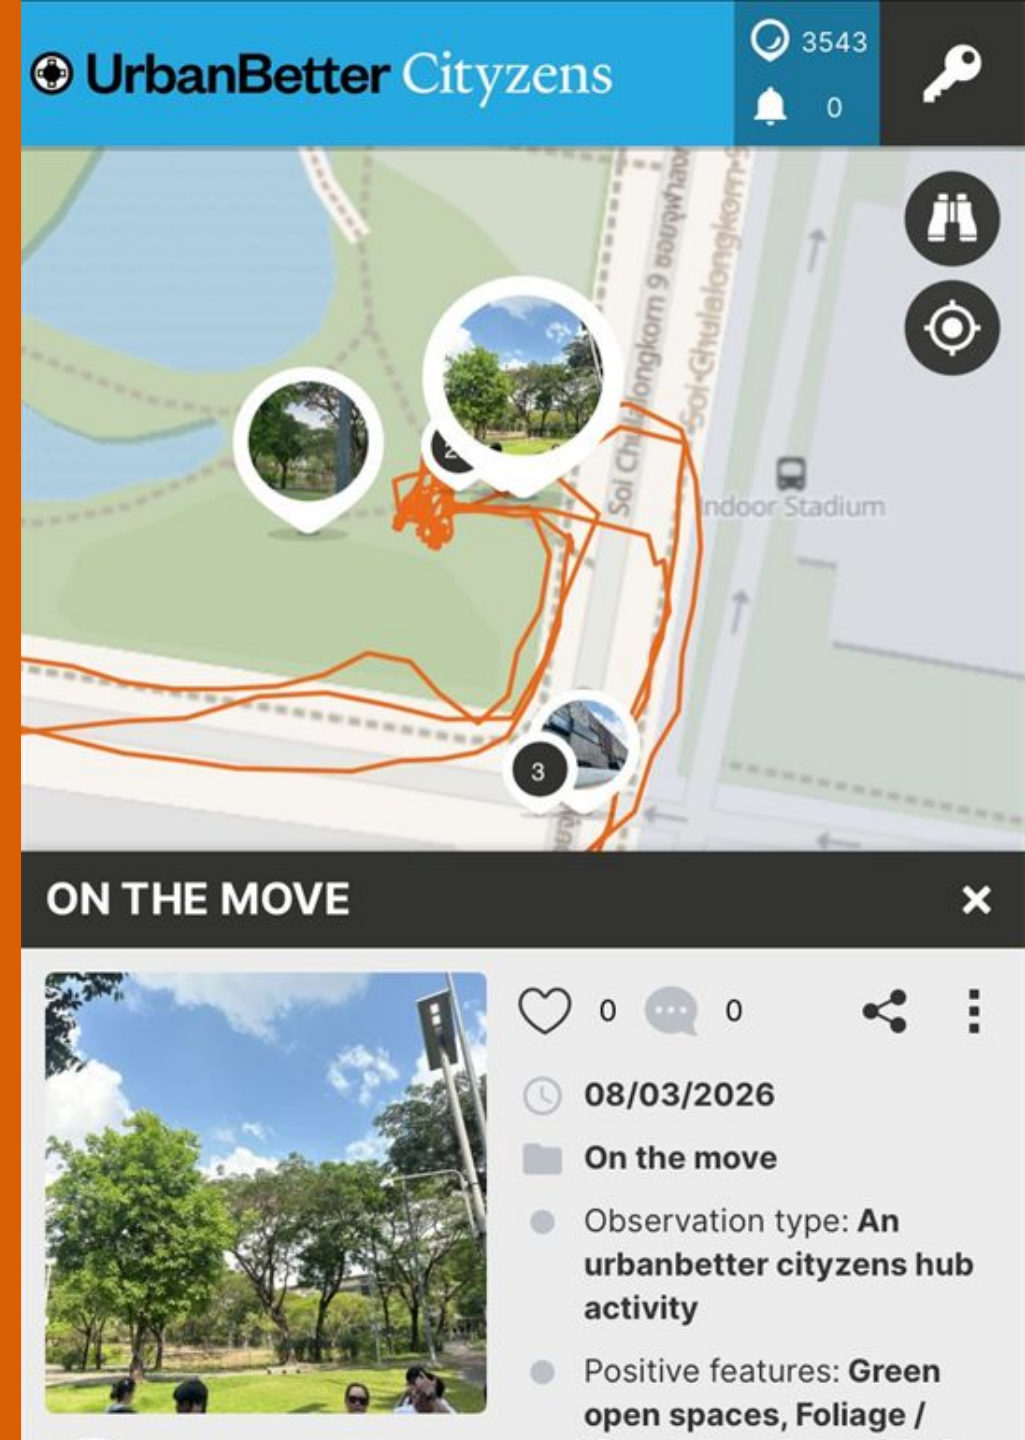 UrbanBetter Cityzens
3543
0
Soi Chulalongkorn 9
Soi Chulalongkorn
2
Indoor Stadium
3
ON THE MOVE
0
0
08/03/2026
On the move
Observation type: An
urbanbetter cityzens hub
activity
Positive features: Green
open spaces, Foliage /